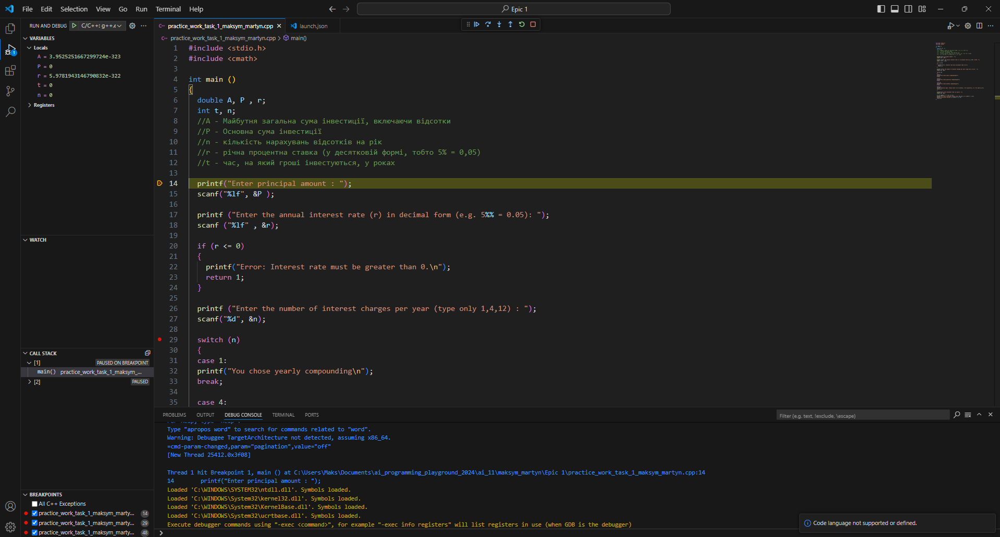 File Edit Selection View Go Run Terminal Help
Epic 1
RUN AND DEBUG C/C++: g++.e
VARIABLES
Locals
A = 3.9525251667299724e-323
P = 0
r = 5.9781943146790832e-322
t = 0
n = 0
Registers
WATCH
CALL STACK
[1] PAUSED ON BREAKPOINT
main() practice_work_task_1_maksym_...
[2] PAUSED
BREAKPOINTS
All C++ Exceptions
practice_work_task_1_maksym_marty... 14
practice_work_task_1_maksym_marty... 29
practice_work_task_1_maksym_marty... 48
practice_work_task_1_maksym_martyn.cpp launch.json
practice_work_task_1_maksym_martyn.cpp > main()
1 #include <stdio.h>
2 #include <cmath>
3
4 int main ()
5 {
6 double A, P , r;
7 int t, n;
8 //A - Майбутня загальна сума інвестиції, включаючи відсотки
9 //P - Основна сума інвестиції
10 //n - кількість нарахувань відсотків на рік
11 //r - річна процентна ставка (у десятковій формі, тобто 5% = 0,05)
12 //t - час, на який гроші інвестуються, у роках
13
14 printf("Enter principal amount : ");
15 scanf("%lf", &P );
16
17 printf ("Enter the annual interest rate (r) in decimal form (e.g. 5%% = 0.05): ");
18 scanf ("%lf" , &r);
19
20 if (r <= 0)
21 {
22 printf("Error: Interest rate must be greater than 0.\n");
23 return 1;
24 }
25
26 printf ("Enter the number of interest charges per year (type only 1,4,12) : ");
27 scanf("%d", &n);
28
29 switch (n)
30 {
31 case 1:
32 printf("You chose yearly compounding\n");
33 break;
34
35 case 4:
PROBLEMS OUTPUT DEBUG CONSOLE TERMINAL PORTS
Filter (e.g. text, !exclude, \escape)
Type "apropos word" to search for commands related to "word".
Warning: Debuggee TargetArchitecture not detected, assuming x86_64.
=cmd-param-changed,param="pagination",value="off"
[New Thread 25412.0x3f08]
Thread 1 hit Breakpoint 1, main () at C:\Users\Maks\Documents\ai_programming_playground_2024\ai_11\maksym_martyn\Epic 1\practice_work_task_1_maksym_martyn.cpp:14
14 printf("Enter principal amount : ");
Loaded 'C:\WINDOWS\SYSTEM32\ntdll.dll'. Symbols loaded.
Loaded 'C:\WINDOWS\System32\kernel32.dll'. Symbols loaded.
Loaded 'C:\WINDOWS\System32\KernelBase.dll'. Symbols loaded.
Loaded 'C:\WINDOWS\System32\ucrtbase.dll'. Symbols loaded.
Execute debugger commands using "-exec <command>", for example "-exec info registers" will list registers in use (when GDB is the debugger)
Code language not supported or defined.